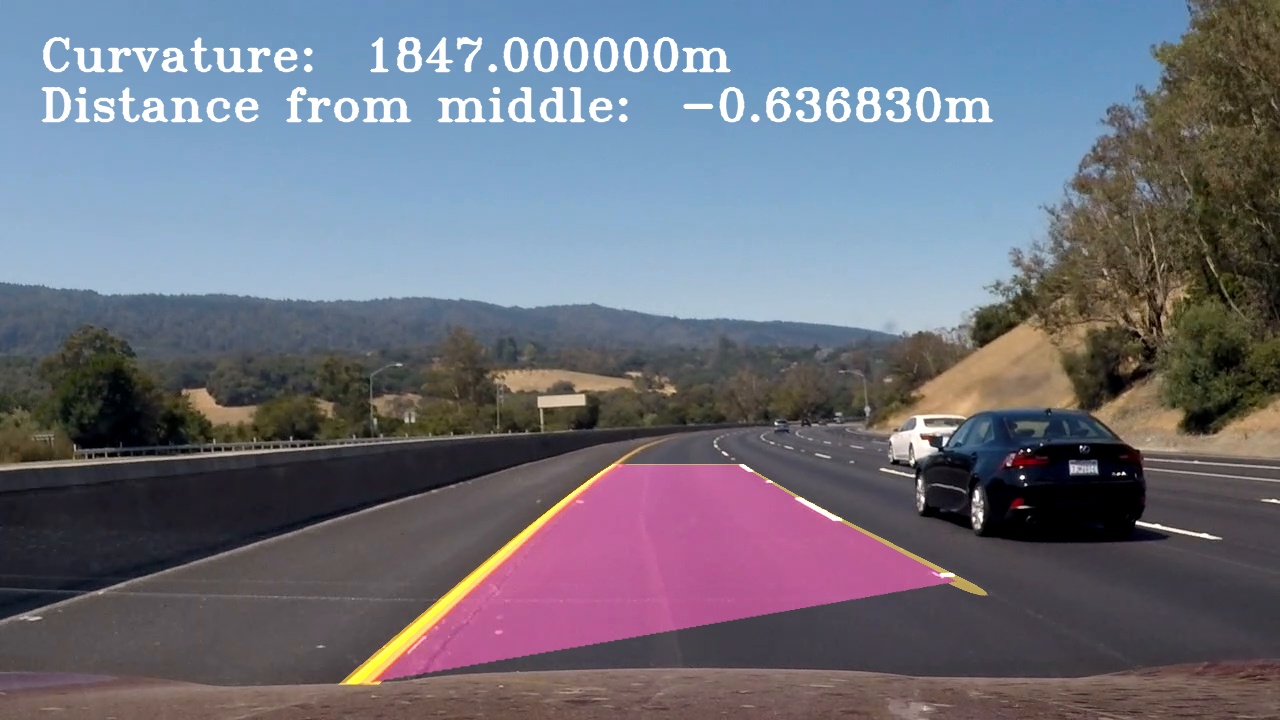 Curvature:  1847.000000m
Distance from middle:  −0.636830m